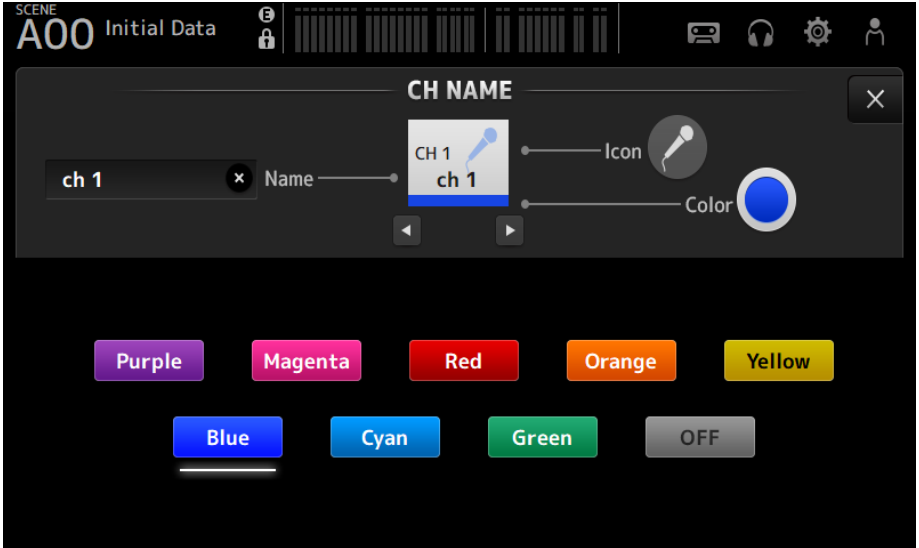 SCENE
A00 Initial Data
E
CH NAME
ch 1
Name
CH 1
ch 1
Icon
Color
Purple
Magenta
Red
Orange
Yellow
Blue
Cyan
Green
OFF